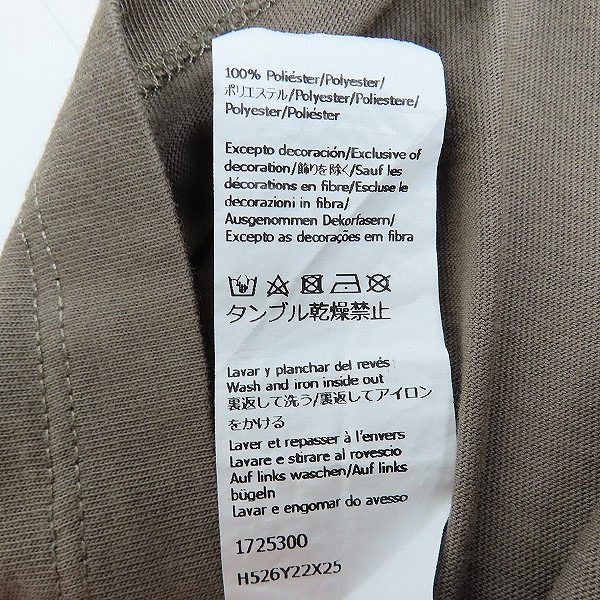 100% Poliéster/Polyester/
ポリエステル/Polyester/Poliestere/
Polyester/Poliéster
Excepto decoración/Exclusive of
decoration/飾りを除く/Sauf les
décorations en fibre/Escluse le
decorazioni in fibra/
Ausgenommen Dekorfasern/
Excepto as decorações em fibra
タンブル乾燥禁止
Lavar y planchar del revés
Wash and iron inside out
裏返して洗う/裏返してアイロン
をかける
Laver et repasser à l'envers
Lavare e stirare al rovescio
Auf links waschen/Auf links
bügeln
Lavar e engomar do avesso
1725300
H526Y22X25